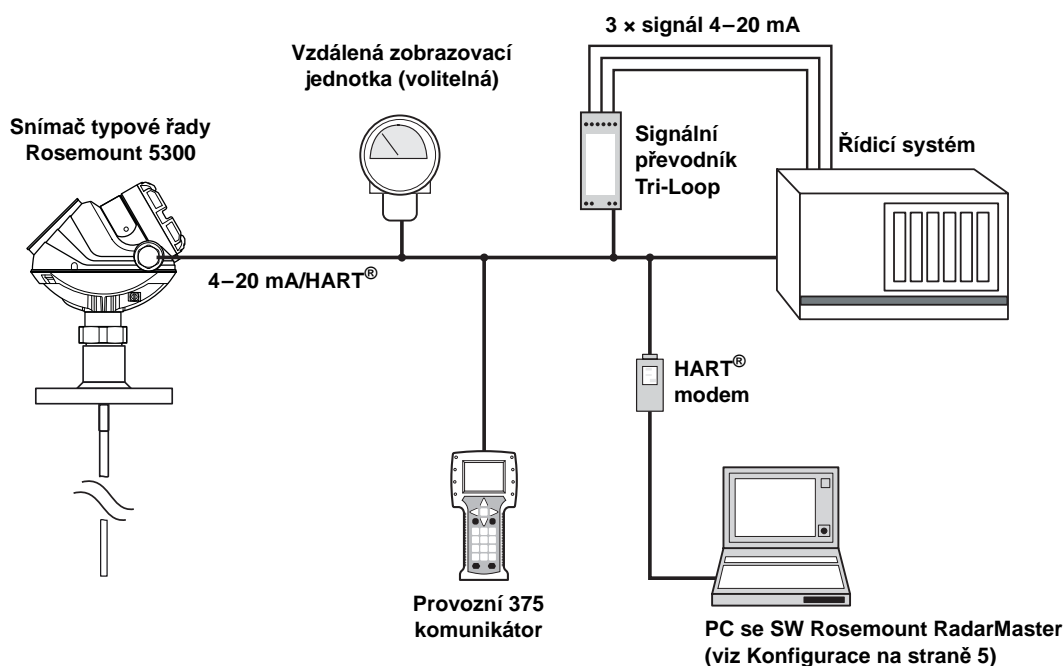 3 × signál 4–20 mA
Vzdálená zobrazovací
jednotka (volitelná)
Snímač typové řady
Rosemount 5300
Signální
převodník
Tri-Loop
Řídicí systém
4–20 mA/HART®
HART®
modem
Provozní 375
komunikátor
PC se SW Rosemount RadarMaster
(viz Konfigurace na straně 5)